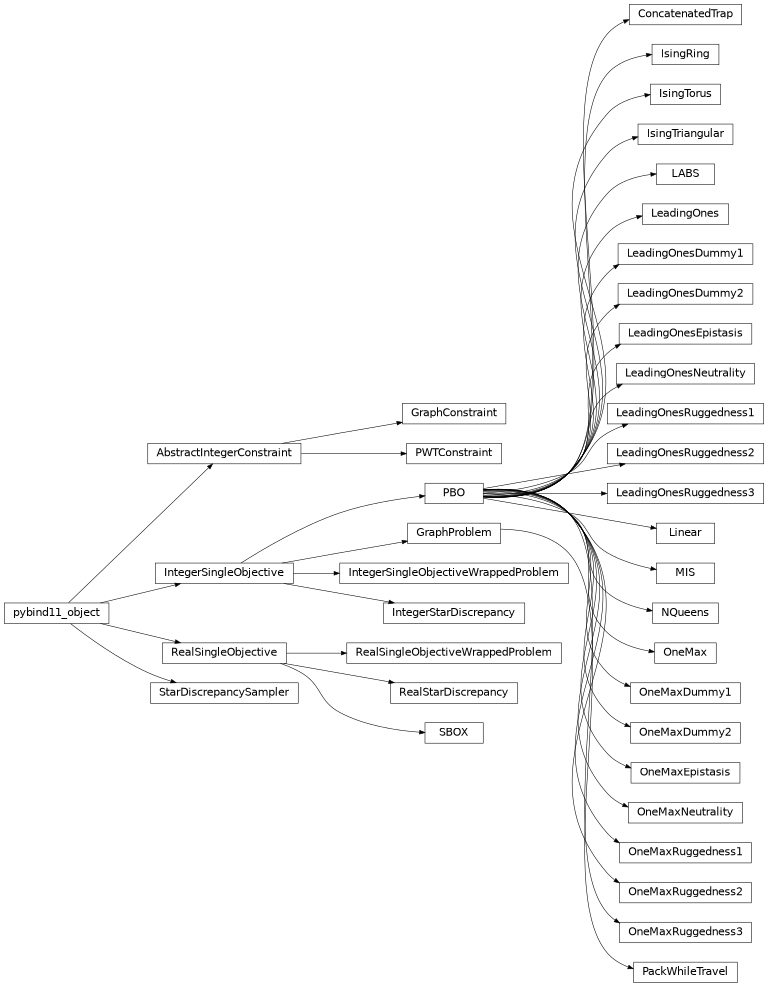 ConcatenatedTrap
IsingRing
IsingTorus
IsingTriangular
LABS
LeadingOnes
LeadingOnesDummy1
LeadingOnesDummy2
LeadingOnesEpistasis
LeadingOnesNeutrality
GraphConstraint
LeadingOnesRuggedness1
AbstractIntegerConstraint
PWTConstraint
LeadingOnesRuggedness2
PBO
LeadingOnesRuggedness3
GraphProblem
Linear
IntegerSingleObjective
IntegerSingleObjectiveWrappedProblem
MIS
pybind11_object
IntegerStarDiscrepancy
NQueens
RealSingleObjective
RealSingleObjectiveWrappedProblem
OneMax
StarDiscrepancySampler
RealStarDiscrepancy
OneMaxDummy1
SBOX
OneMaxDummy2
OneMaxEpistasis
OneMaxNeutrality
OneMaxRuggedness1
OneMaxRuggedness2
OneMaxRuggedness3
PackWhileTravel